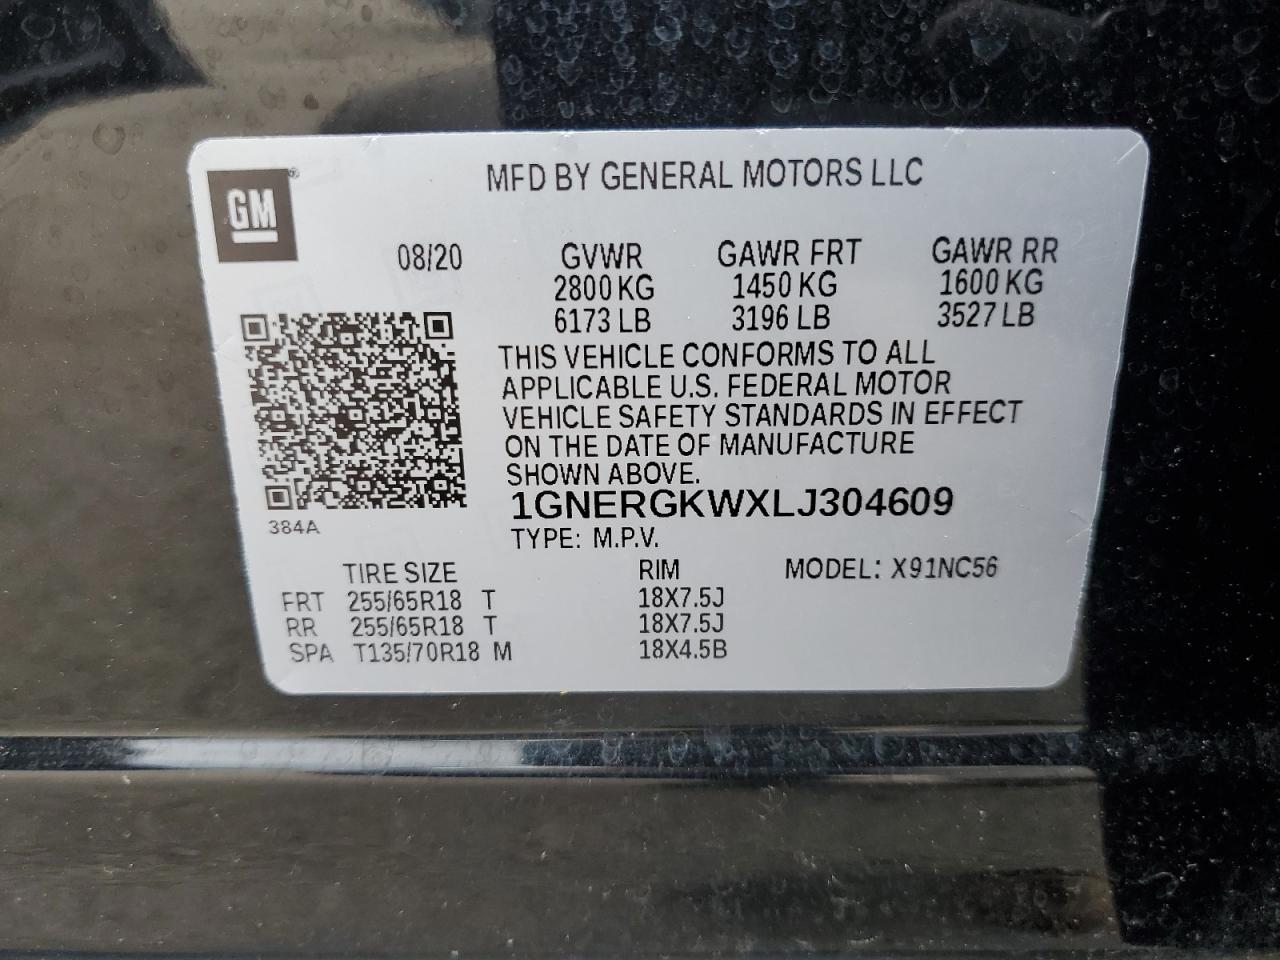 MFD BY GENERAL MOTORS LLC
GM®
08/20 GVWR GAWR FRT GAWR RR
2800 KG 1450 KG 1600 KG
6173 LB 3196 LB 3527 LB
THIS VEHICLE CONFORMS TO ALL
APPLICABLE U.S. FEDERAL MOTOR
VEHICLE SAFETY STANDARDS IN EFFECT
ON THE DATE OF MANUFACTURE
SHOWN ABOVE.
1GNERGKWXLJ304609
384A
TYPE: M.P.V.
TIRE SIZE RIM MODEL: X91NC56
FRT 255/65R18 T 18X7.5J
RR 255/65R18 T 18X7.5J
SPA T135/70R18 M 18X4.5B